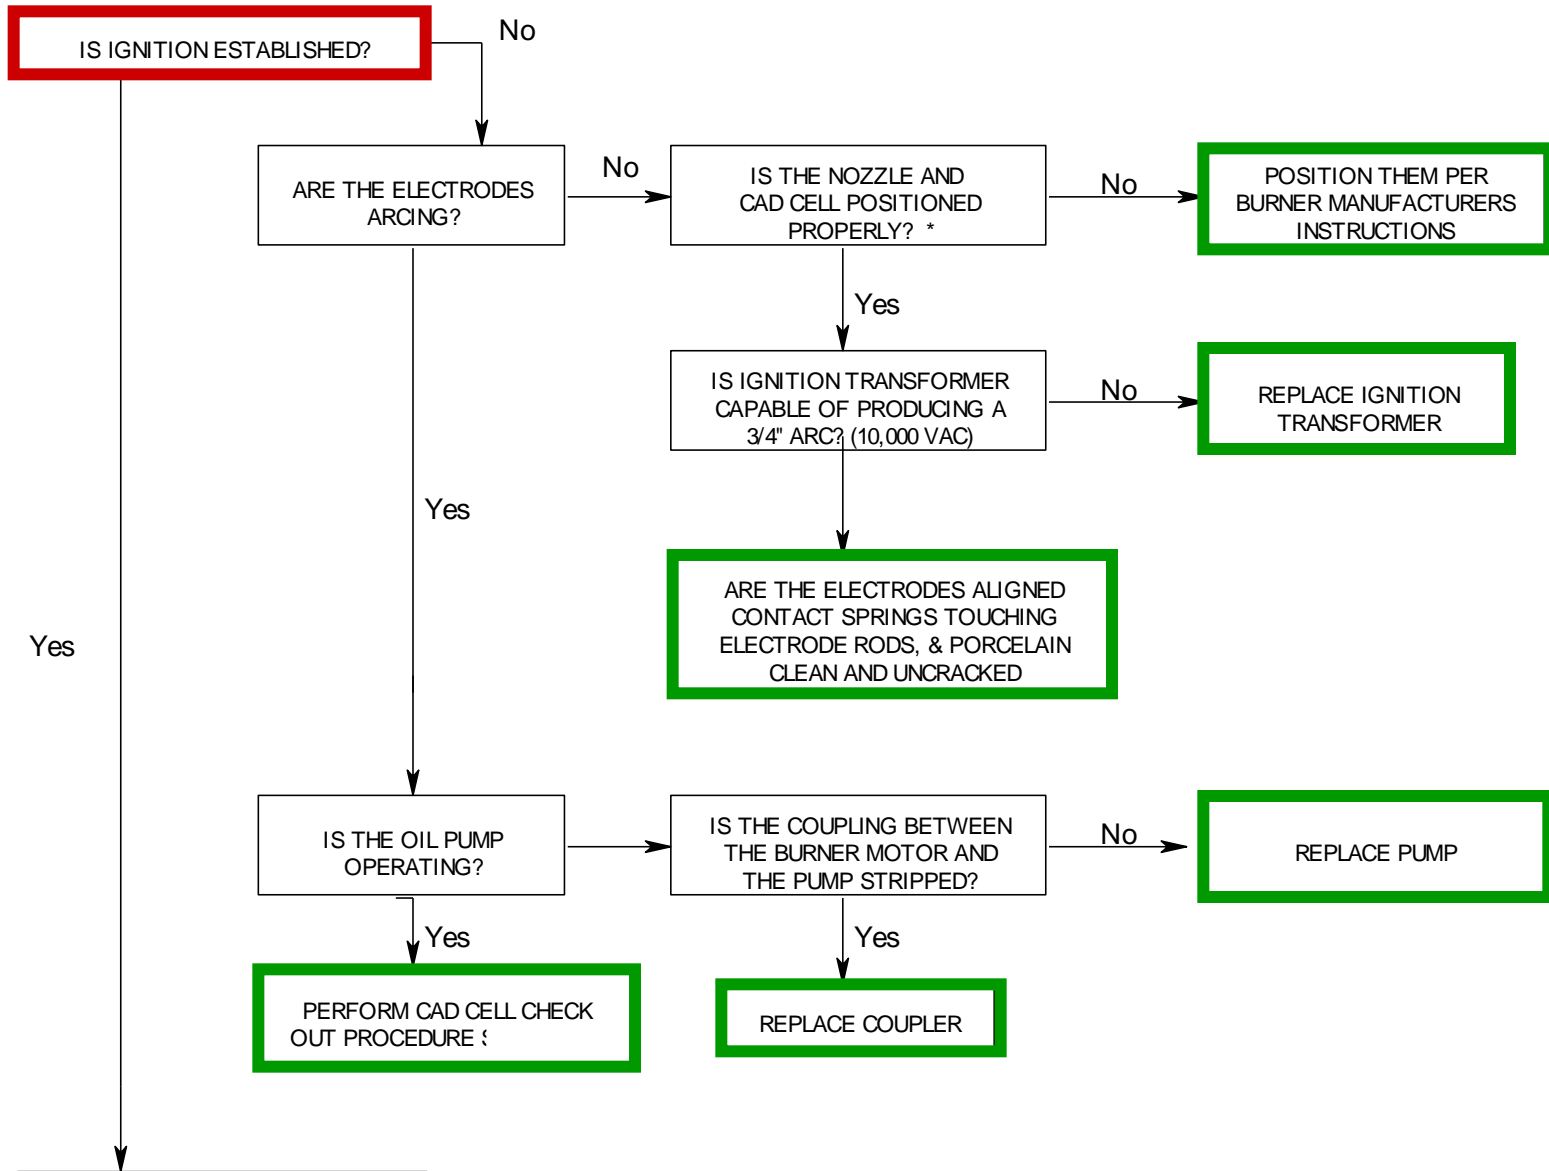 IS IGNITION ESTABLISHED?
No
ARE THE ELECTRODES
ARCING?
No
IS THE NOZZLE AND
CAD CELL POSITIONED
PROPERLY? *
No
POSITION THEM PER
BURNER MANUFACTURERS
INSTRUCTIONS
Yes
IS IGNITION TRANSFORMER
CAPABLE OF PRODUCING A
3/4" ARC? (10,000 VAC)
No
REPLACE IGNITION
TRANSFORMER
Yes
ARE THE ELECTRODES ALIGNED
CONTACT SPRINGS TOUCHING
ELECTRODE RODS, & PORCELAIN
CLEAN AND UNCRACKED
Yes
IS THE OIL PUMP
OPERATING?
IS THE COUPLING BETWEEN
THE BURNER MOTOR AND
THE PUMP STRIPPED?
No
REPLACE PUMP
Yes
PERFORM CAD CELL CHECK
OUT PROCEDURE
Yes
REPLACE COUPLER